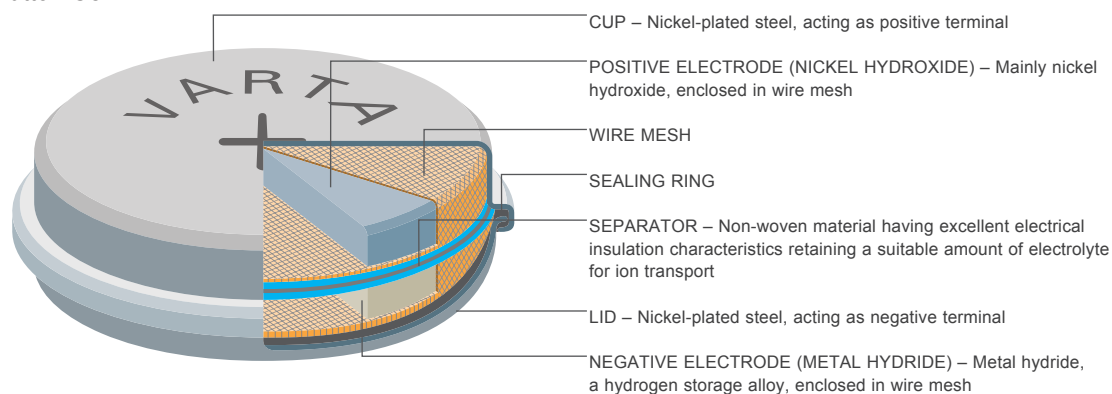 CUP – Nickel-plated steel, acting as positive terminal
POSITIVE ELECTRODE (NICKEL HYDROXIDE) – Mainly nickel
hydroxide, enclosed in wire mesh
VARTA
+
WIRE MESH
SEALING RING
SEPARATOR – Non-woven material having excellent electrical
insulation characteristics retaining a suitable amount of electrolyte
for ion transport
LID – Nickel-plated steel, acting as negative terminal
NEGATIVE ELECTRODE (METAL HYDRIDE) – Metal hydride,
a hydrogen storage alloy, enclosed in wire mesh